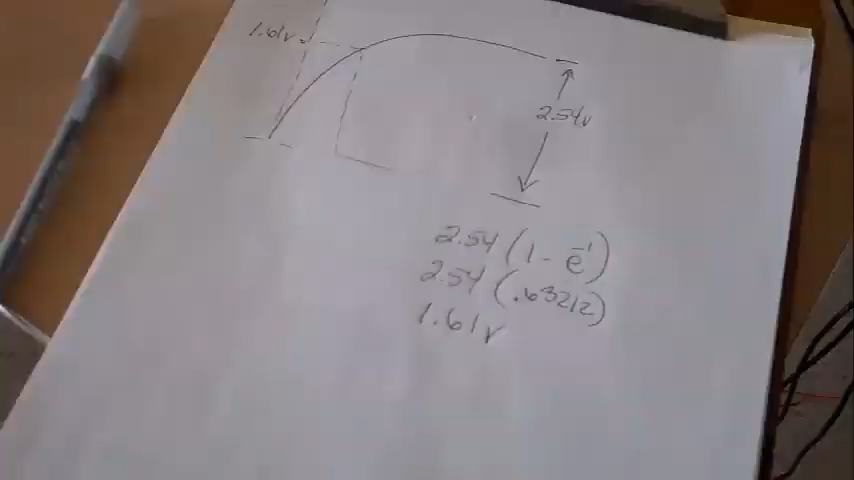 1.61v
2.54v
2.54 (1 - e⁻¹)
2.54 (.63212)
1.61v